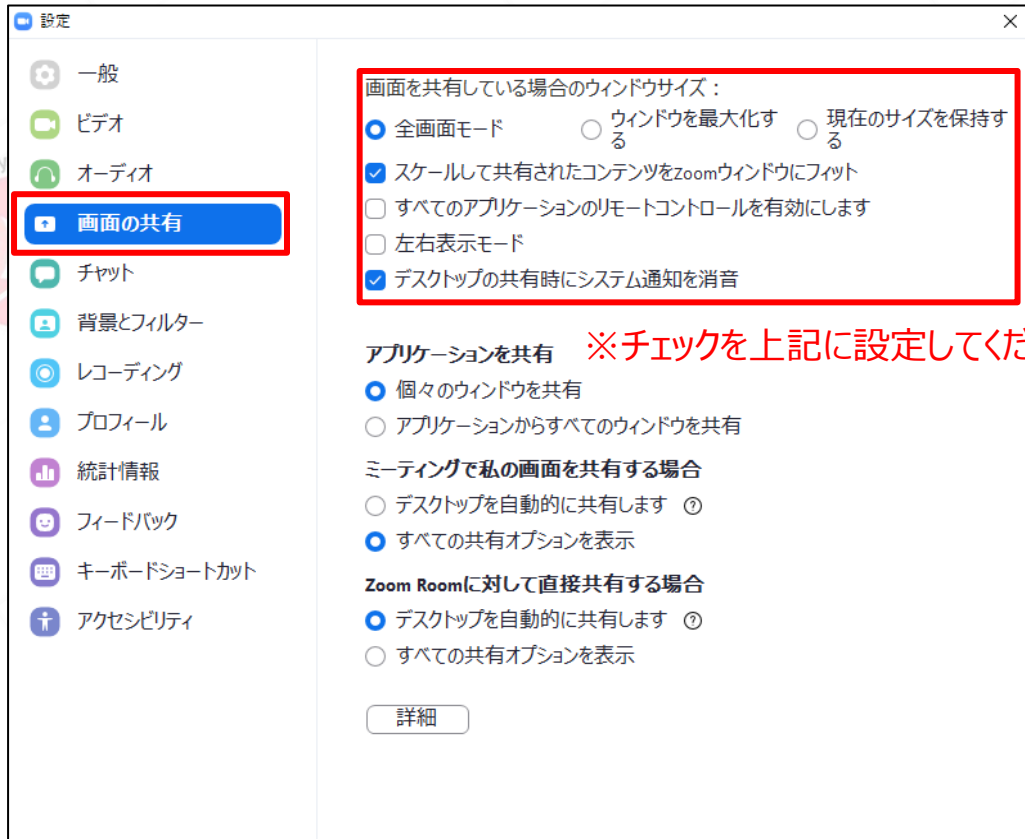 設定
一般
ビデオ
オーディオ
画面の共有
チャット
背景とフィルター
レコーディング
プロフィール
統計情報
フィードバック
キーボードショートカット
アクセシビリティ
画面を共有している場合のウィンドウサイズ：
全画面モード
ウィンドウを最大化す
る
現在のサイズを保持す
る
スケールして共有されたコンテンツをZoomウィンドウにフィット
すべてのアプリケーションのリモートコントロールを有効にします
左右表示モード
デスクトップの共有時にシステム通知を消音
※チェックを上記に設定してくだ
アプリケーションを共有
個々のウィンドウを共有
アプリケーションからすべてのウィンドウを共有
ミーティングで私の画面を共有する場合
デスクトップを自動的に共有します
すべての共有オプションを表示
Zoom Roomに対して直接共有する場合
デスクトップを自動的に共有します
すべての共有オプションを表示
詳細